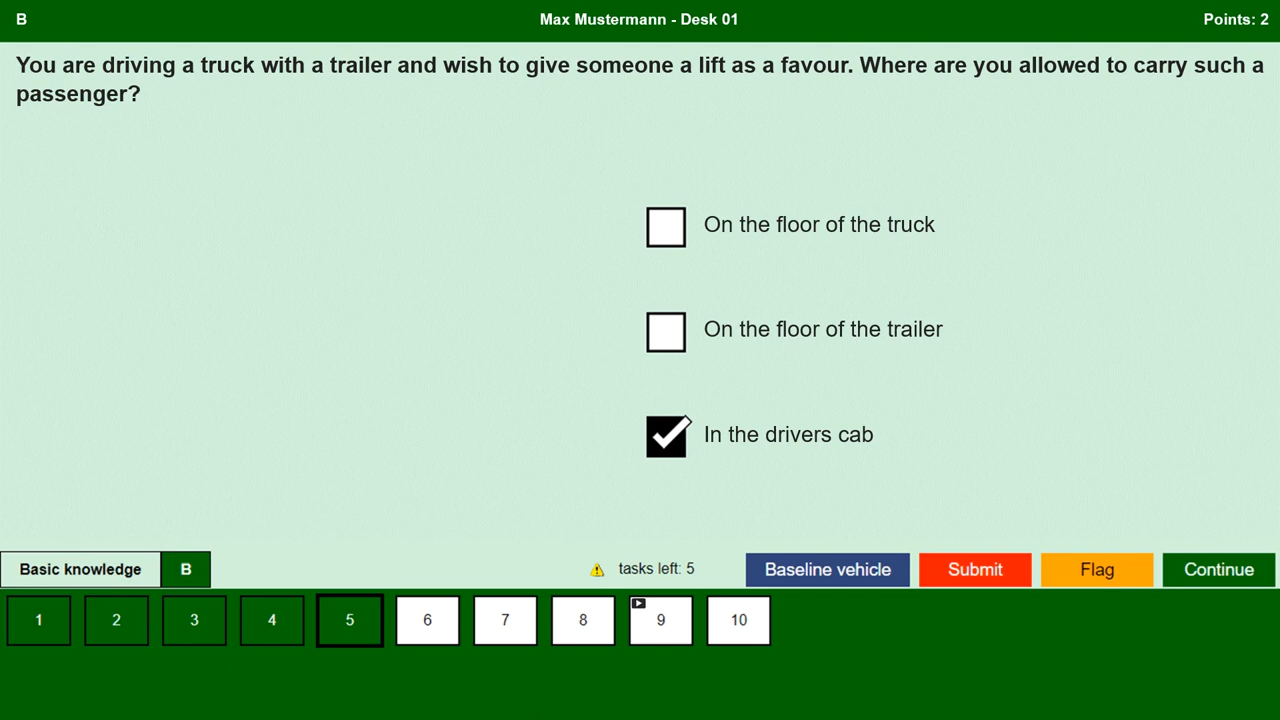 B
Max Mustermann - Desk 01
Points: 2
You are driving a truck with a trailer and wish to give someone a lift as a favour. Where are you allowed to carry such a
passenger?
On the floor of the truck
On the floor of the trailer
In the drivers cab
Basic knowledge
B
tasks left: 5
Baseline vehicle
Submit
Flag
Continue
1
2
3
4
5
6
7
8
9
10